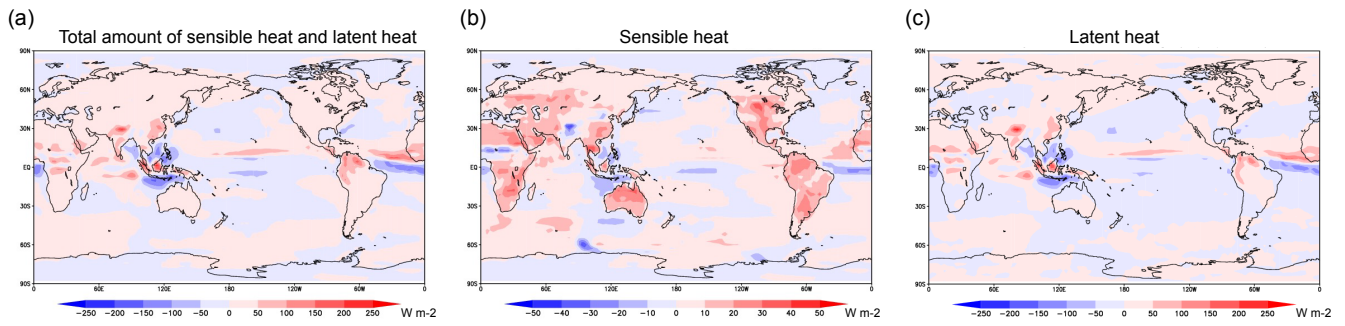 (a)
Total amount of sensible heat and latent heat
90N
60N
30N
EQ
30S
60S
90S
0 60E 120E 180 120W 60W 0
-250 -200 -150 -100 -50 0 50 100 150 200 250 W m-2
(b)
Sensible heat
90N
60N
30N
EQ
30S
60S
90S
0 60E 120E 180 120W 60W 0
-50 -40 -30 -20 -10 0 10 20 30 40 50 W m-2
(c)
Latent heat
90N
60N
30N
EQ
30S
60S
90S
0 60E 120E 180 120W 60W 0
-250 -200 -150 -100 -50 0 50 100 150 200 250 W m-2